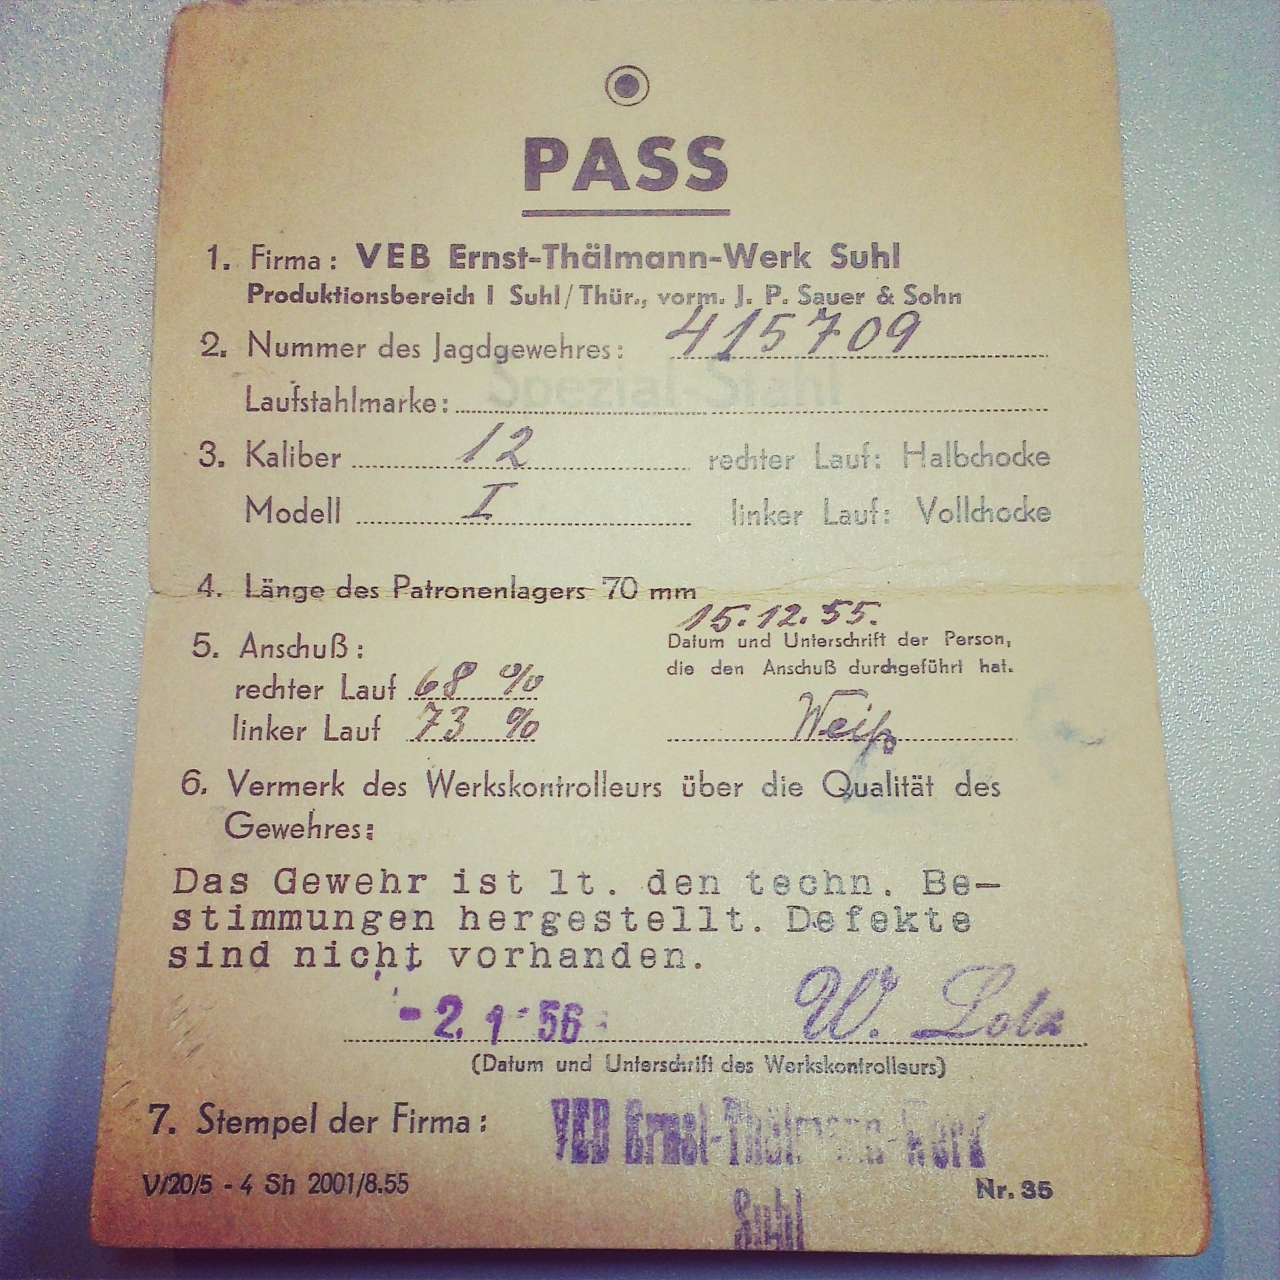 PASS
1. Firma: VEB Ernst-Thälmann-Werk Suhl
Produktionsbereich I Suhl/Thür., vorm. J. P. Sauer & Sohn
2. Nummer des Jagdgewehres: 415709
Laufstahlmarke: Spezial-Stahl
3. Kaliber 12 rechter Lauf: Halbchocke
Modell I linker Lauf: Vollchocke
4. Länge des Patronenlagers 70 mm
15.12.55.
5. Anschuß: Datum und Unterschrift der Person,
die den Anschuß durchgeführt hat.
rechter Lauf 68 %
linker Lauf 73 % Weiß
6. Vermerk des Werkskontrolleurs über die Qualität des
Gewehres:
Das Gewehr ist lt. den techn. Be-
stimmungen hergestellt. Defekte
sind nicht vorhanden.
- 2. 1. 56 W. Lotz
(Datum und Unterschrift des Werkskontrolleurs)
7. Stempel der Firma: VEB Ernst-Thälmann-Werk
Suhl
V/20/5 - 4 Sh 2001/8.55 Nr. 35